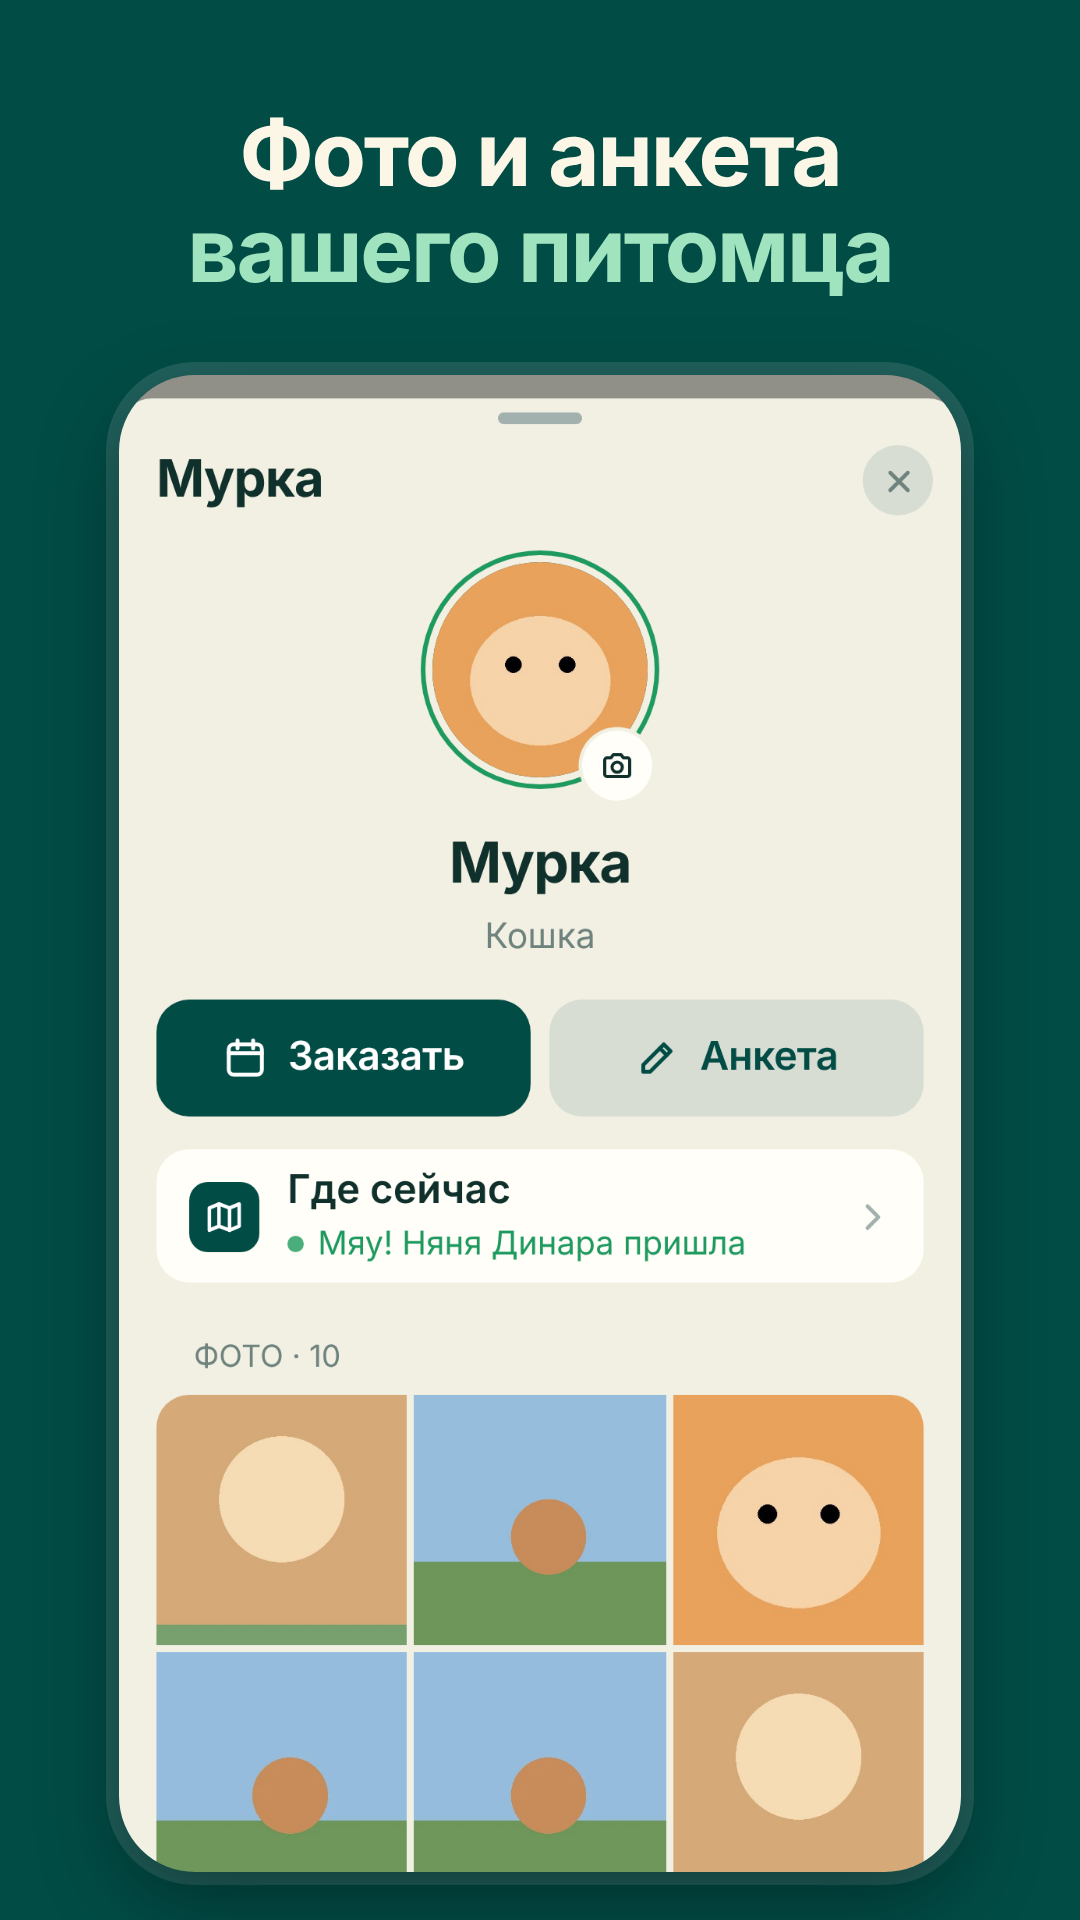 Фото и анкета
вашего питомца
Мурка
Мурка
Кошка
Заказать
Анкета
Где сейчас
Мяу! Няня Динара пришла
ФОТО · 10